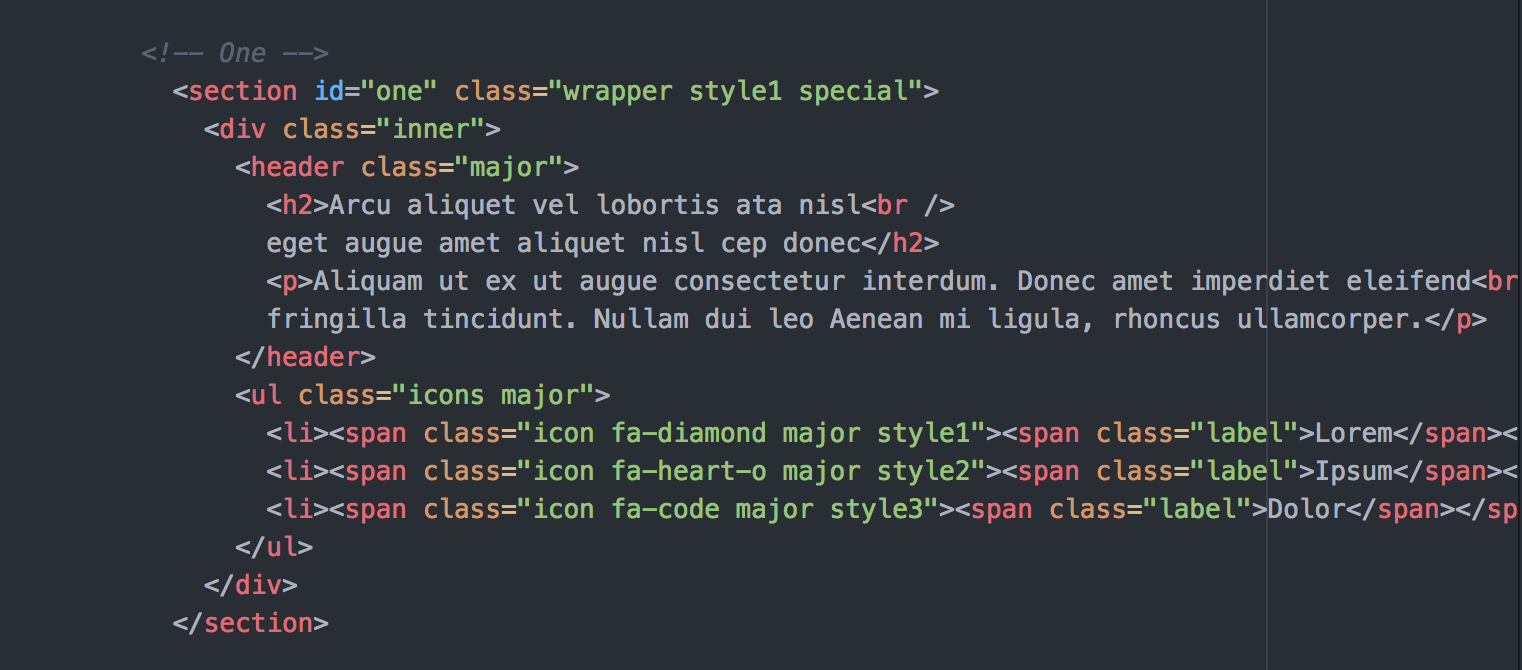 <!-- One -->
<section id="one" class="wrapper style1 special">
<div class="inner">
<header class="major">
<h2>Arcu aliquet vel lobortis ata nisl<br />
eget augue amet aliquet nisl cep donec</h2>
<p>Aliquam ut ex ut augue consectetur interdum. Donec amet imperdiet eleifend<br
fringilla tincidunt. Nullam dui leo Aenean mi ligula, rhoncus ullamcorper.</p>
</header>
<ul class="icons major">
<li><span class="icon fa-diamond major style1"><span class="label">Lorem</span><
<li><span class="icon fa-heart-o major style2"><span class="label">Ipsum</span><
<li><span class="icon fa-code major style3"><span class="label">Dolor</span></sp
</ul>
</div>
</section>